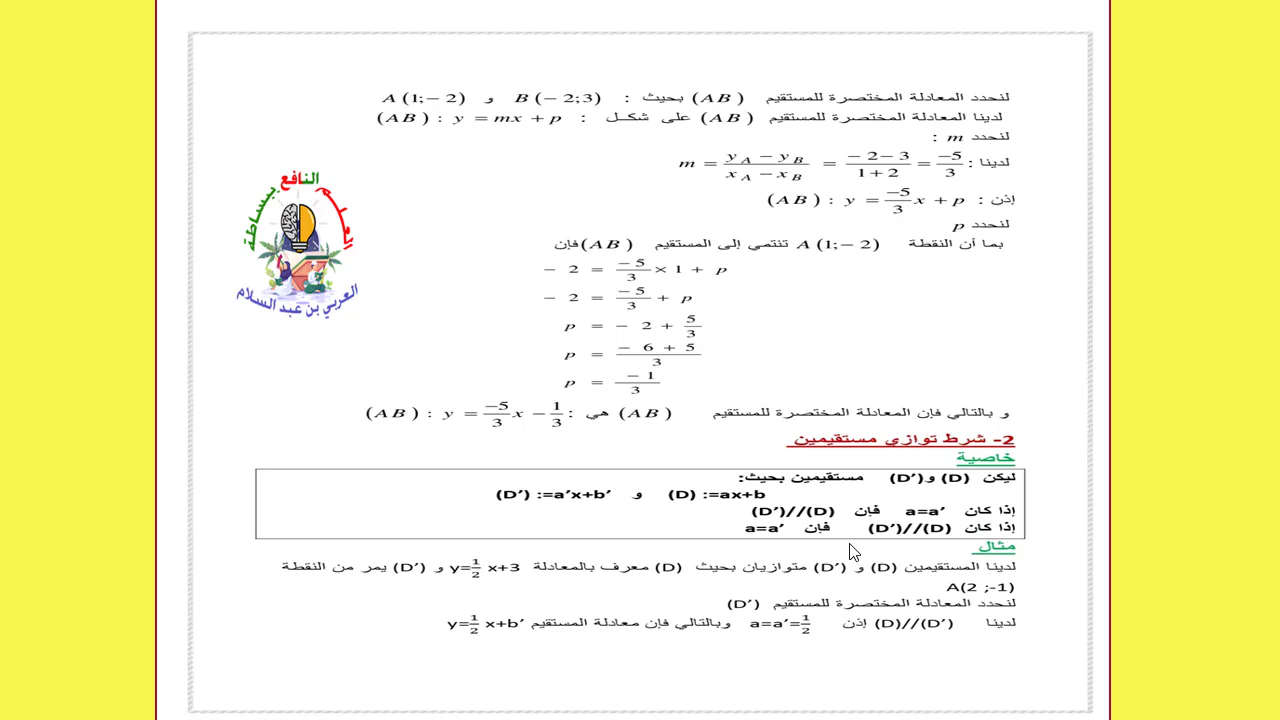 لنحدد المعادلة المختصرة للمستقيم (AB) بحيث : B(−2;3) و A(1;−2)
لدينا المعادلة المختصرة للمستقيم (AB) على شكـل : (AB) : y = mx + p
لنحدد m :
لدينا : m = (y_A − y_B)/(x_A − x_B) = (−2−3)/(1+2) = −5/3
إذن : (AB) : y = −5/3 x + p
لنحدد p
بما أن النقطة A(1;−2) تنتمي إلى المستقيم (AB) فإن
−2 = −5/3 × 1 + p
−2 = −5/3 + p
p = −2 + 5/3
p = (−6 + 5)/3
p = −1/3
و بالتالي فإن المعادلة المختصرة للمستقيم (AB) هي : (AB) : y = −5/3 x − 1/3
2- شرط توازي مستقيمين
خاصية
ليكن (D) و(D′) مستقيمين بحيث:
(D) :=ax+b و (D′) :=a′x+b′
إذا كان a=a′ فإن (D′)//(D)
إذا كان (D′)//(D) فإن a=a′
مثال
لدينا المستقيمين (D) و (D′) متوازيان بحيث (D) معرف بالمعادلة y=1/2 x+3 و (D′) يمر من النقطة
A(2 ;-1)
لنحدد المعادلة المختصرة للمستقيم (D′)
لدينا (D)//(D′) إذن a=a′=1/2 وبالتالي فإن معادلة المستقيم y=1/2 x+b′
العلم النافع ببساطة
العربي بن عبد السلام